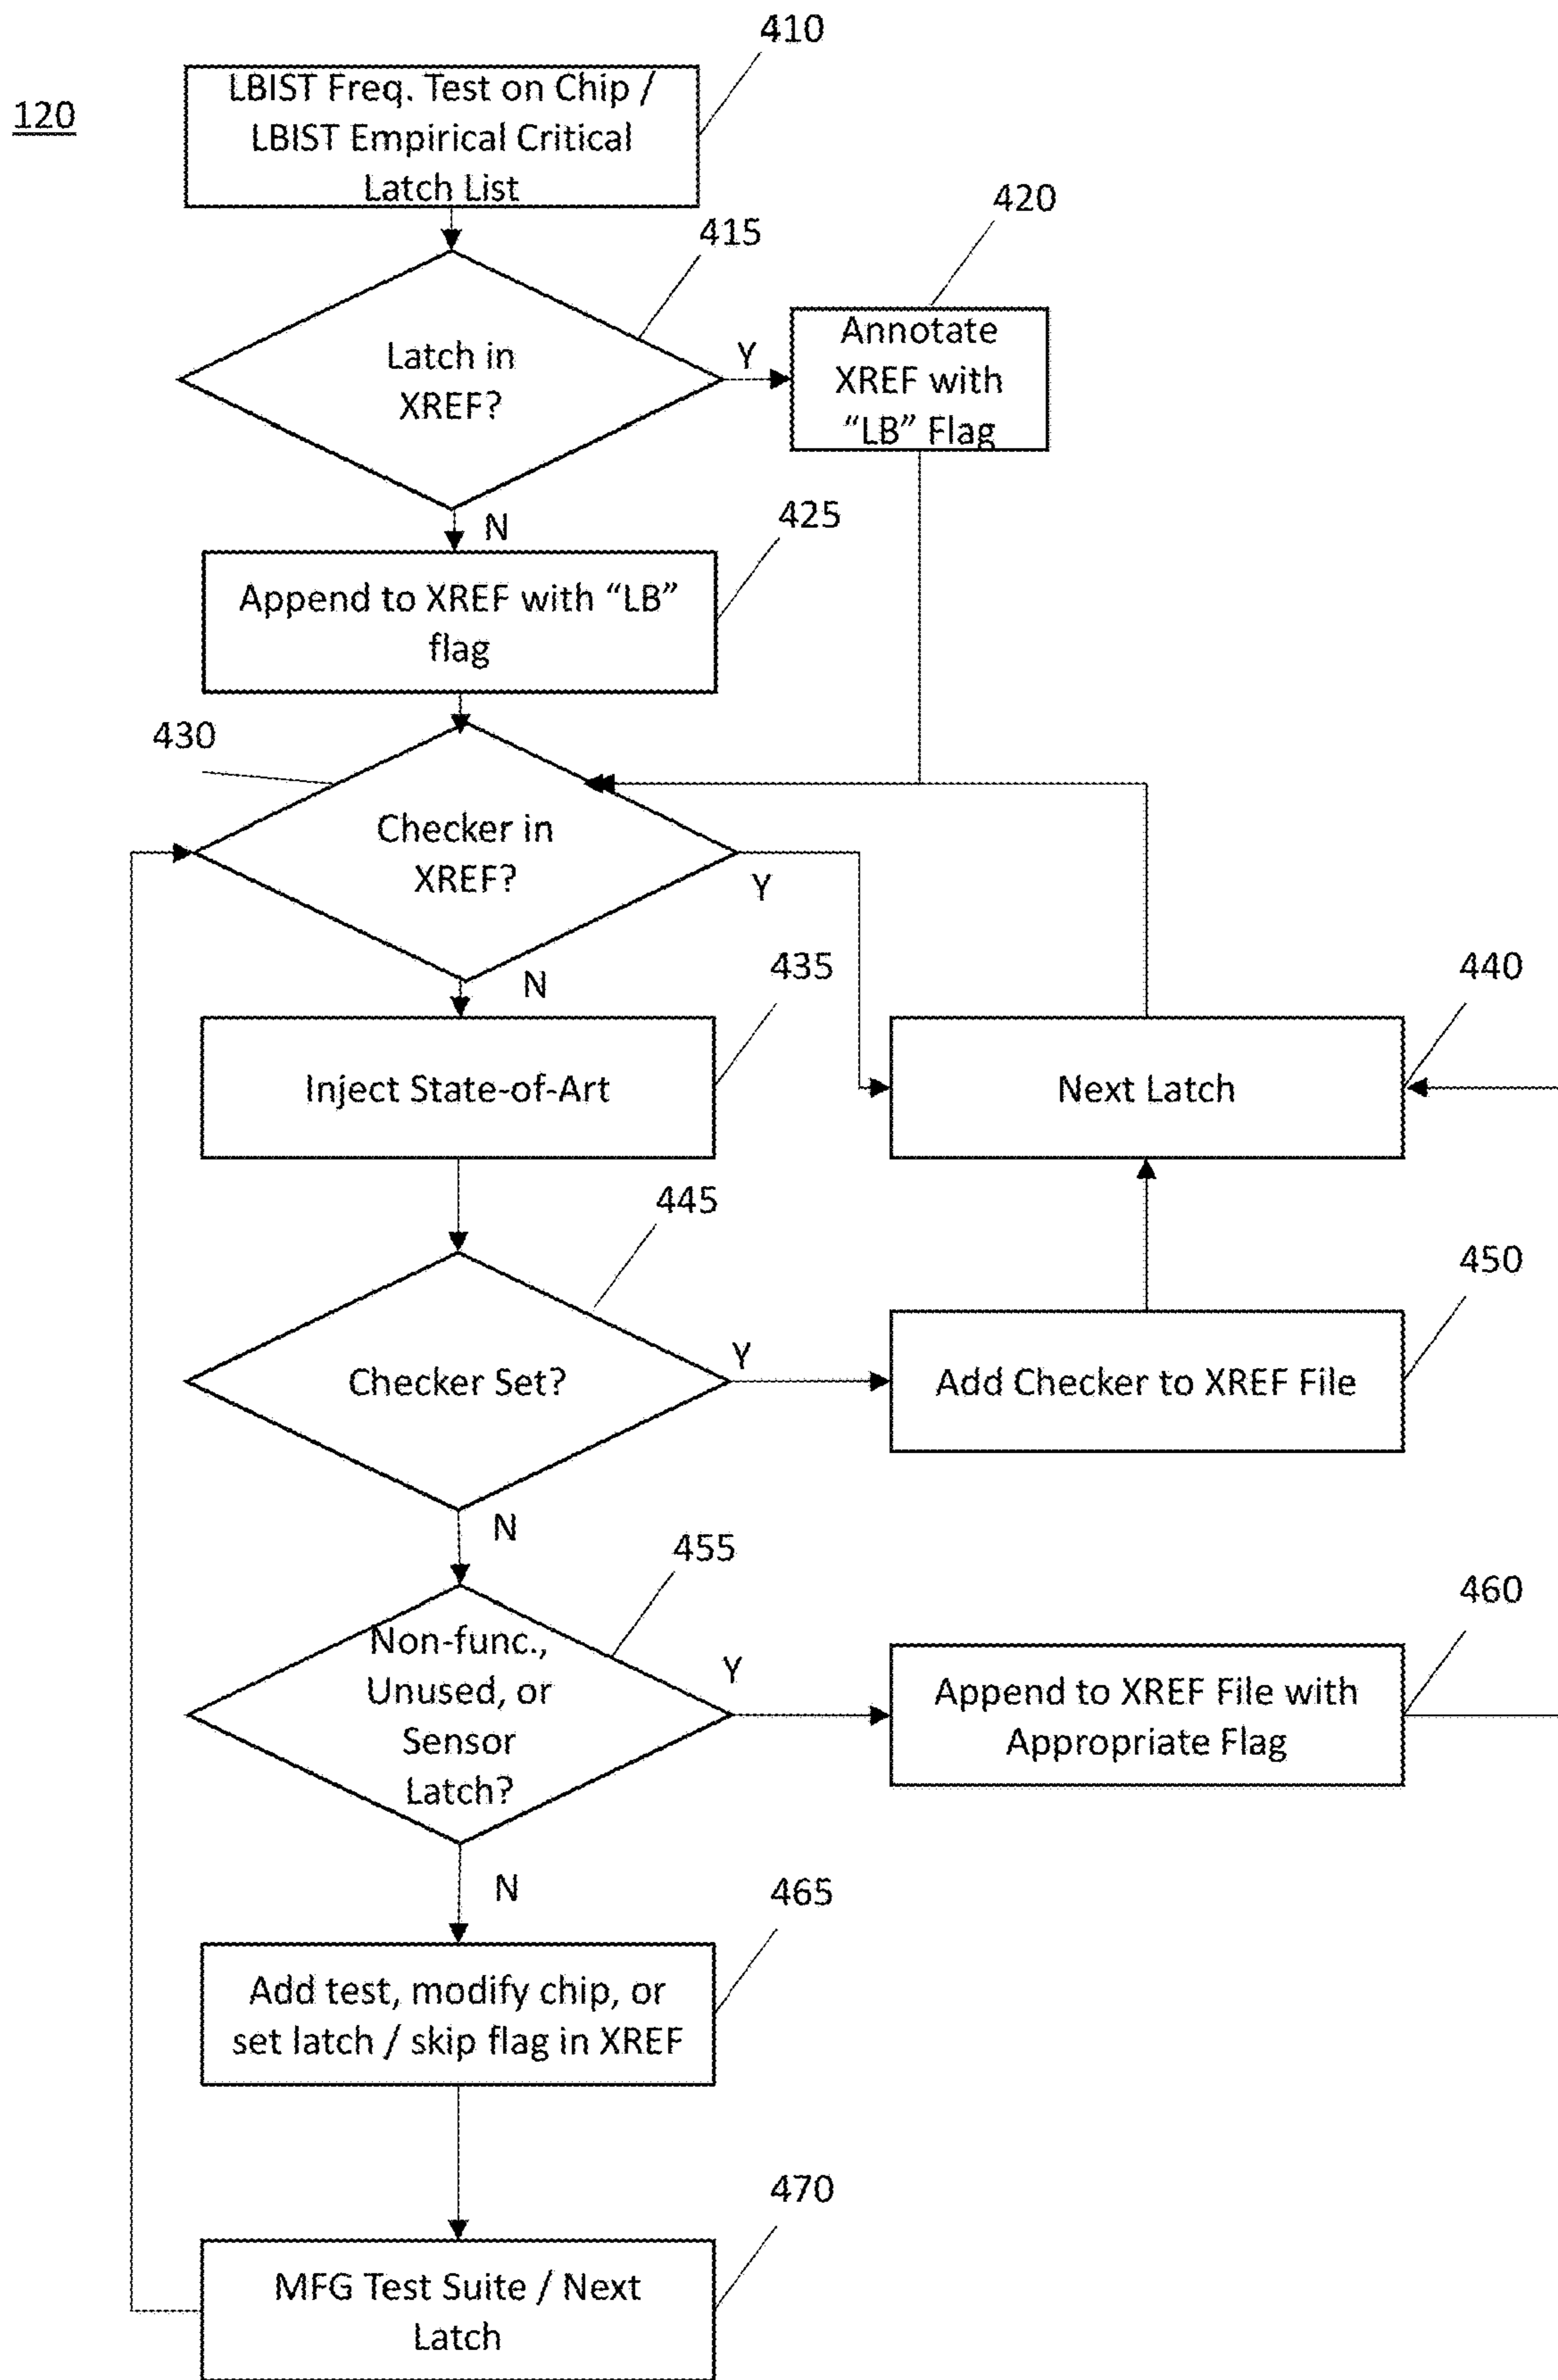 410
120
LBIST Freq. Test on Chip /
LBIST Empirical Critical
Latch List
415
420
Latch in
XREF?
Y
Annotate
XREF with
“LB” Flag
N
425
Append to XREF with “LB”
flag
430
Checker in
XREF?
Y
N
435
440
Inject State-of-Art
Next Latch
445
450
Checker Set?
Y
Add Checker to XREF File
N
455
460
Non-func.,
Unused, or
Sensor
Latch?
Y
Append to XREF File with
Appropriate Flag
N
465
Add test, modify chip, or
set latch / skip flag in XREF
470
MFG Test Suite / Next
Latch